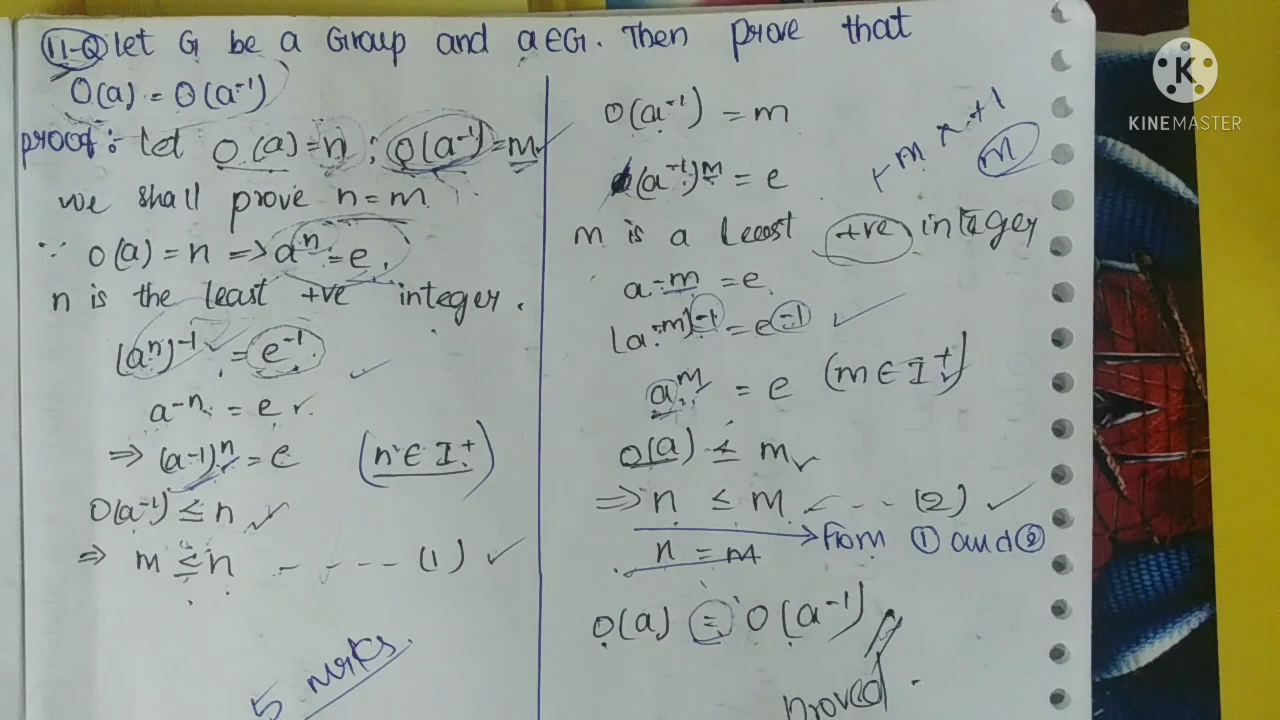 11-Q let G be a Group and a∈G. Then prove that
O(a) = O(a⁻¹)
proof:- Let O(a)=n ; O(a⁻¹)=m
we shall prove n=m
∵ O(a) = n => aⁿ = e.
n is the least +ve integer.
(aⁿ)⁻¹ = e⁻¹
a⁻ⁿ = e
=> (a⁻¹)ⁿ = e (n ∈ I⁺)
O(a⁻¹) ≤ n
=> m ≤ n - - - - - (1)
5 mrks
O(a⁻¹) = m
(a⁻¹)ᵐ = e
m is a least +ve integer
a⁻ᵐ = e
(a⁻ᵐ)⁻¹ = e⁻¹
aᵐ = e (m ∈ I⁺)
O(a) ≤ m
=> n ≤ m - - - (2)
From ① and ②
n = m
O(a) = O(a⁻¹)
proved.
K
KINEMASTER